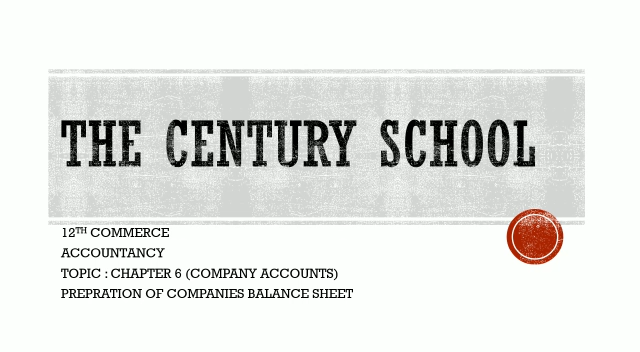 THE CENTURY SCHOOL
12TH COMMERCE
ACCOUNTANCY
TOPIC : CHAPTER 6 (COMPANY ACCOUNTS)
PREPRATION OF COMPANIES BALANCE SHEET